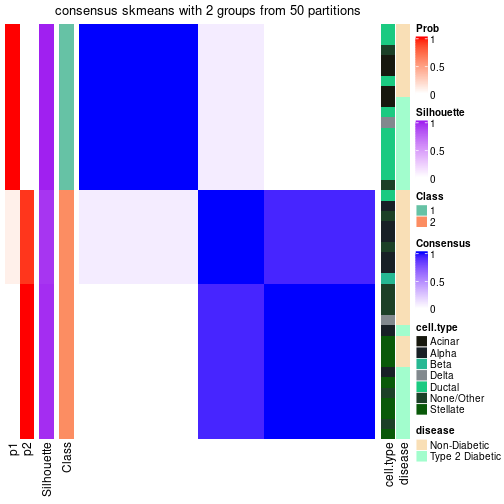 consensus skmeans with 2 groups from 50 partitions
Prob
1
0.5
0
Silhouette
1
0.5
0
Class
1
2
Consensus
1
0.5
0
cell.type
Acinar
Alpha
Beta
Delta
Ductal
None/Other
Stellate
disease
Non-Diabetic
Type 2 Diabetic
p1
p2
Silhouette
Class
cell.type
disease